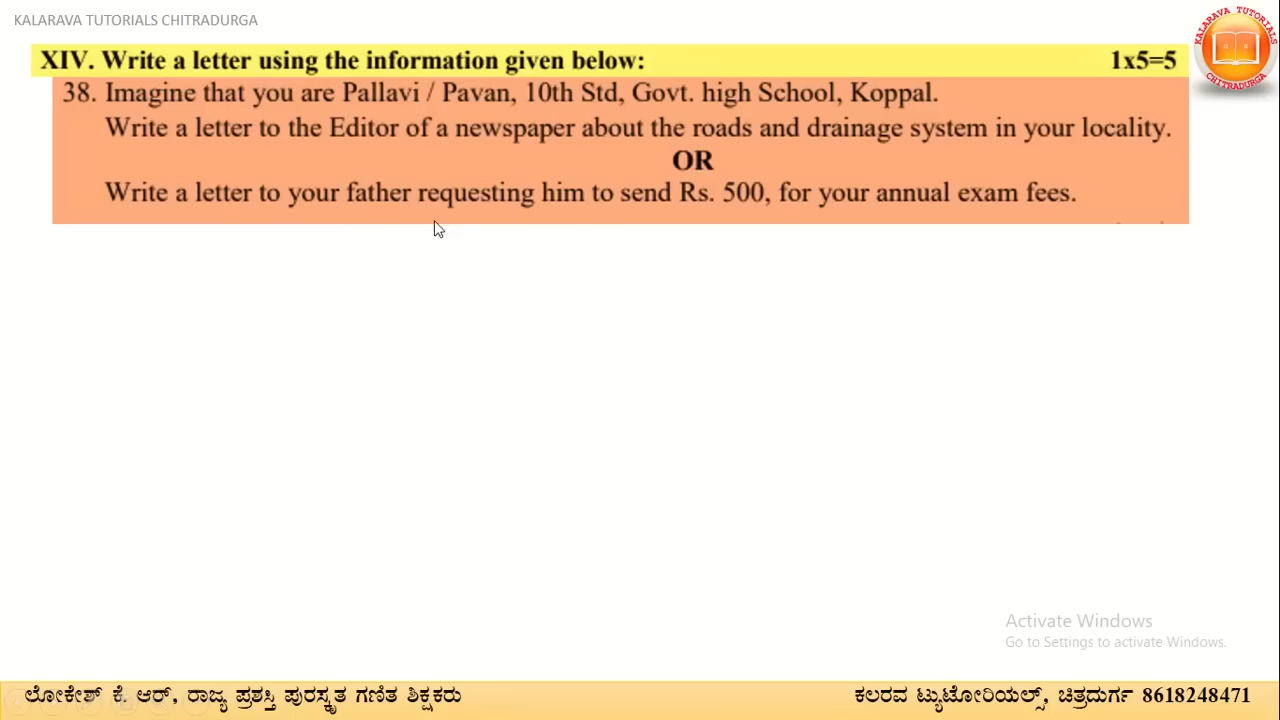 KALARAVA TUTORIALS CHITRADURGA
KALARAVA TUTORIALS
CHITRADURGA
XIV. Write a letter using the information given below: 1x5=5
38. Imagine that you are Pallavi / Pavan, 10th Std, Govt. high School, Koppal.
Write a letter to the Editor of a newspaper about the roads and drainage system in your locality.
OR
Write a letter to your father requesting him to send Rs. 500, for your annual exam fees.
Activate Windows
Go to Settings to activate Windows.
ಲೋಕೇಶ್ ಕೆ. ಆರ್, ರಾಜ್ಯ ಪ್ರಶಸ್ತಿ ಪುರಸ್ಕೃತ ಗಣಿತ ಶಿಕ್ಷಕರು ಕಲರವ ಟ್ಯುಟೋರಿಯಲ್ಸ್, ಚಿತ್ರದುರ್ಗ 8618248471